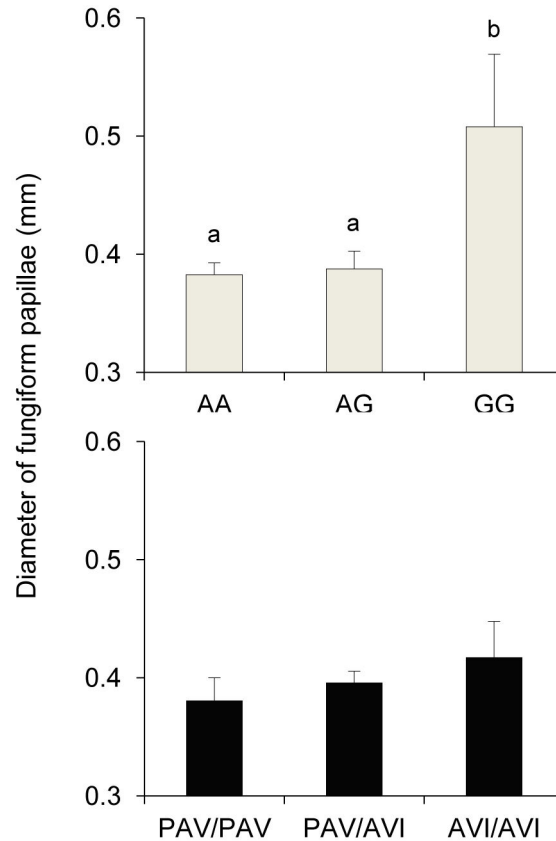 Diameter of fungiform papillae (mm)
0.6
b
0.5
a a
0.4
0.3
AA AG GG
0.6
0.5
0.4
0.3
PAV/PAV PAV/AVI AVI/AVI